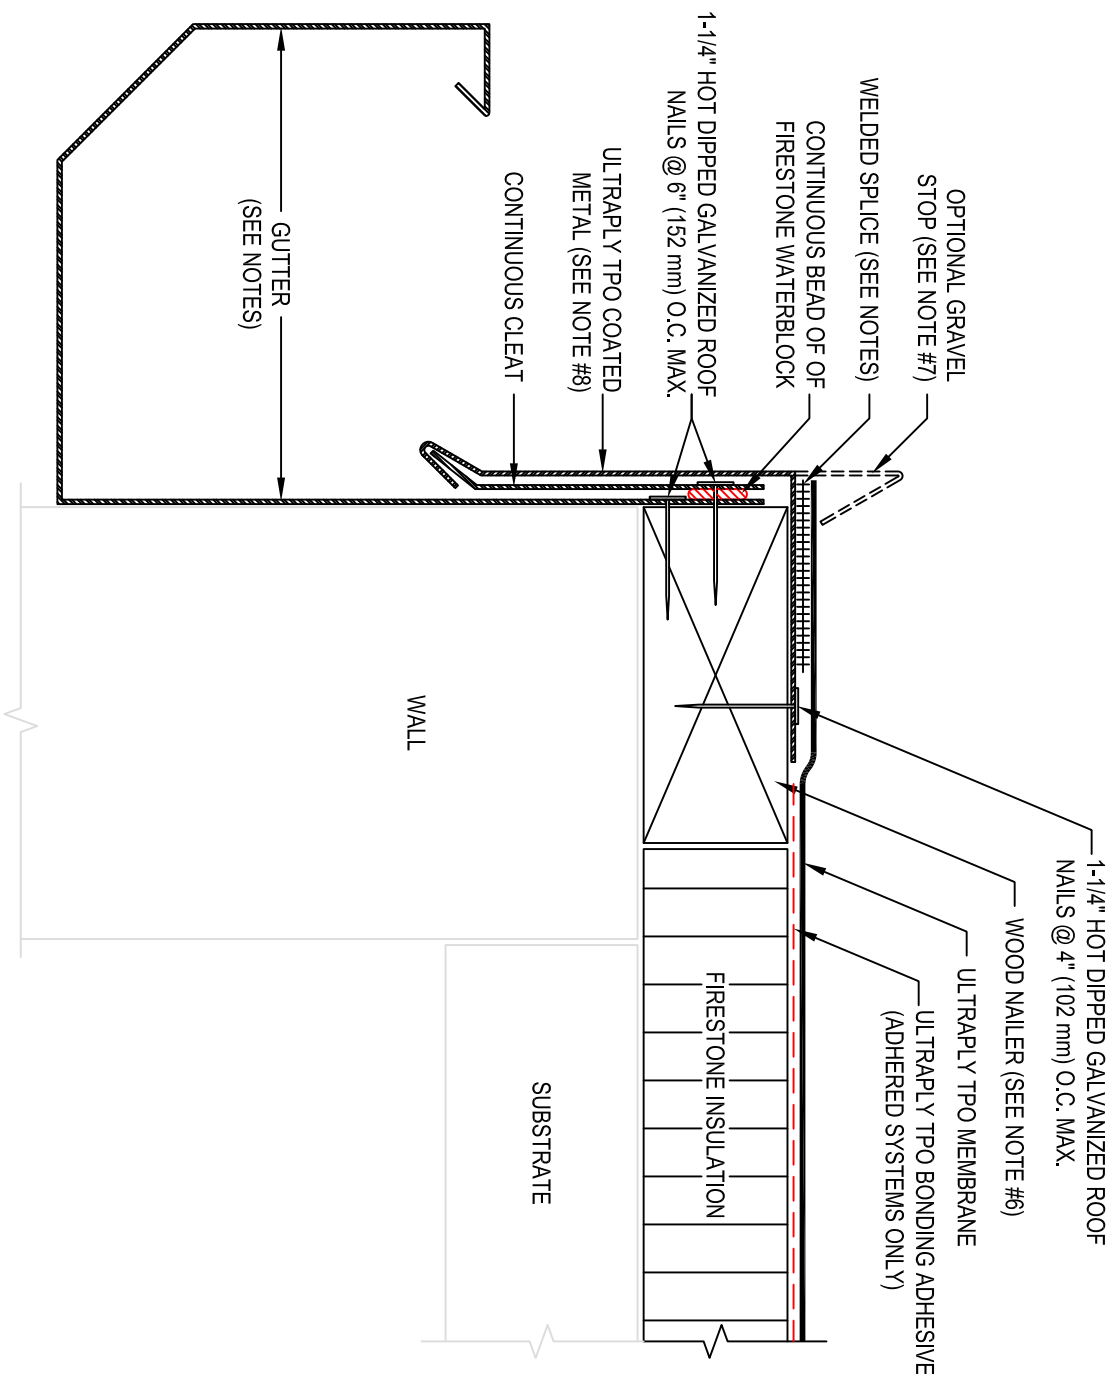 OPTIONAL GRAVEL
STOP (SEE NOTE #7)
WELDED SPLICE (SEE NOTES)
CONTINUOUS BEAD OF OF
FIRESTONE WATERBLOCK
1-1/4" HOT DIPPED GALVANIZED ROOF
NAILS @ 6" (152 mm) O.C. MAX.
ULTRAPLY TPO COATED
METAL (SEE NOTE #8)
CONTINUOUS CLEAT
GUTTER
(SEE NOTES)
1-1/4" HOT DIPPED GALVANIZED ROOF
NAILS @ 4" (102 mm) O.C. MAX.
WOOD NAILER (SEE NOTE #6)
ULTRAPLY TPO MEMBRANE
ULTRAPLY TPO BONDING ADHESIVE
(ADHERED SYSTEMS ONLY)
FIRESTONE INSULATION
SUBSTRATE
WALL